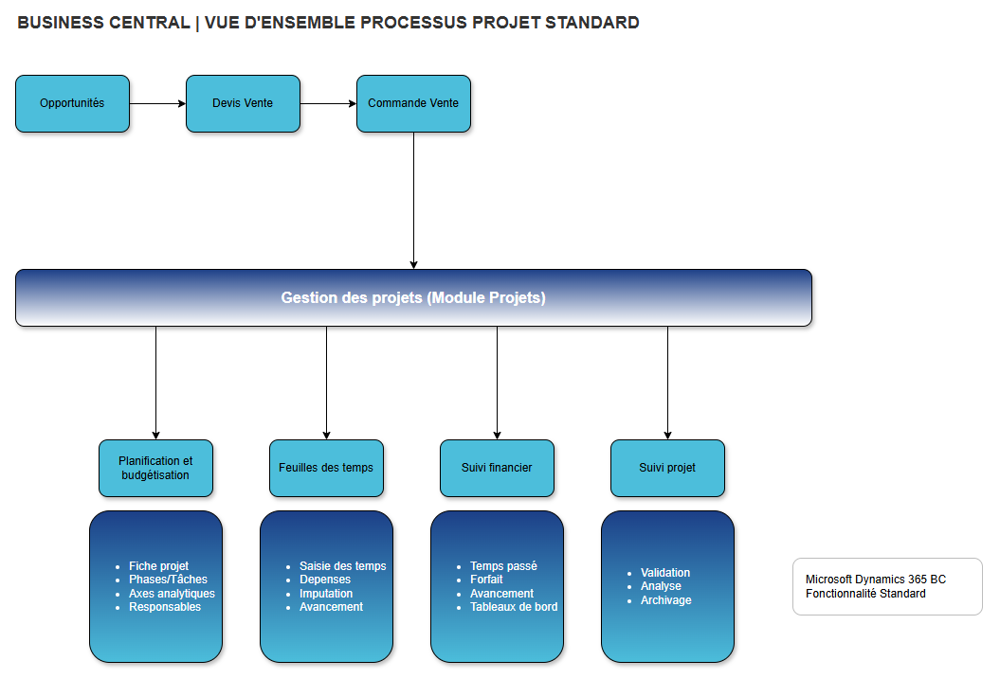 BUSINESS CENTRAL | VUE D'ENSEMBLE PROCESSUS PROJET STANDARD
Opportunités
Devis Vente
Commande Vente
Gestion des projets (Module Projets)
Planification et
budgétisation
Feuilles des temps
Suivi financier
Suivi projet
Fiche projet
Phases/Tâches
Axes analytiques
Responsables
Saisie des temps
Depenses
Imputation
Avancement
Temps passé
Forfait
Avancement
Tableaux de bord
Validation
Analyse
Archivage
Microsoft Dynamics 365 BC
Fonctionnalité Standard